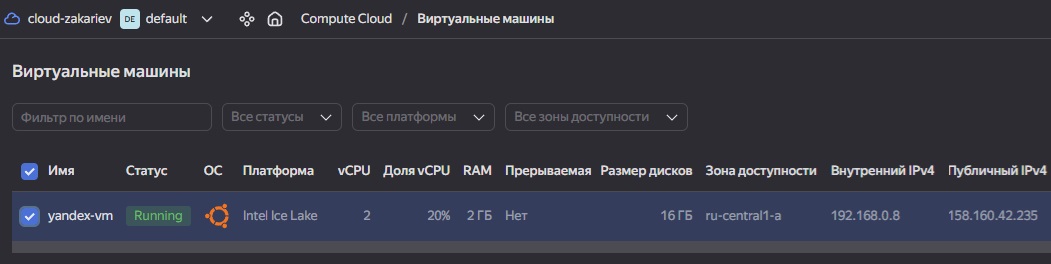 cloud-zakariev DE default Compute Cloud / Виртуальные машины
Виртуальные машины
Фильтр по имени Все статусы Все платформы Все зоны доступности
Имя Статус ОС Платформа vCPU Доля vCPU RAM Прерываемая Размер дисков Зона доступности Внутренний IPv4 Публичный IPv4
yandex-vm Running Intel Ice Lake 2 20% 2 ГБ Нет 16 ГБ ru-central1-a 192.168.0.8 158.160.42.235